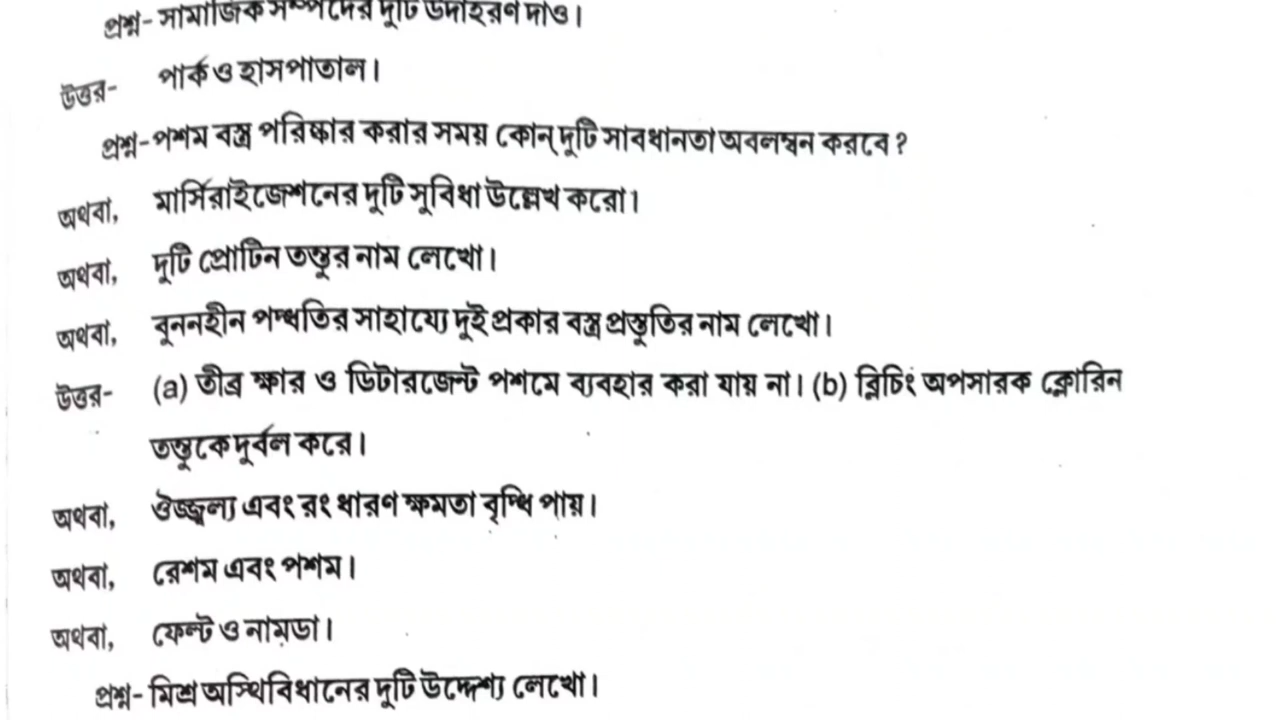 প্রশ্ন- সামাজিক সম্পদের দুটি উদাহরণ দাও।
উত্তর- পার্ক ও হাসপাতাল।
প্রশ্ন- পশম বস্ত্র পরিষ্কার করার সময় কোন্ দুটি সাবধানতা অবলম্বন করবে ?
অথবা, মার্সিরাইজেশনের দুটি সুবিধা উল্লেখ করো।
অথবা, দুটি প্রোটিন তন্তুর নাম লেখো।
অথবা, বুননহীন পদ্ধতির সাহায্যে দুই প্রকার বস্ত্র প্রস্তুতির নাম লেখো।
উত্তর- (a) তীব্র ক্ষার ও ডিটারজেন্ট পশমে ব্যবহার করা যায় না। (b) ব্লিচিং অপসারক ক্লোরিন
তন্তুকে দুর্বল করে।
অথবা, ঔজ্জ্বল্য এবং রং ধারণ ক্ষমতা বৃদ্ধি পায়।
অথবা, রেশম এবং পশম।
অথবা, ফেল্ট ও নামডা।
প্রশ্ন- মিশ্র অস্থিবিধানের দুটি উদ্দেশ্য লেখো।